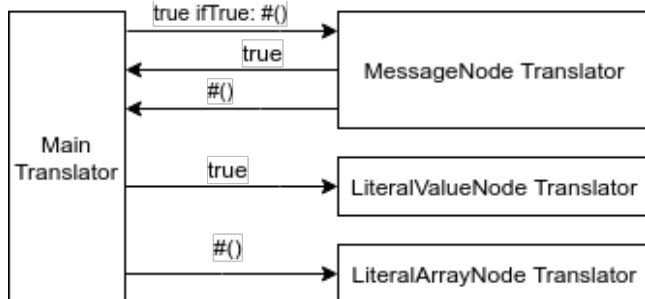 true ifTrue: #()
true
MessageNode Translator
#()
Main
Translator
true
LiteralValueNode Translator
#()
LiteralArrayNode Translator